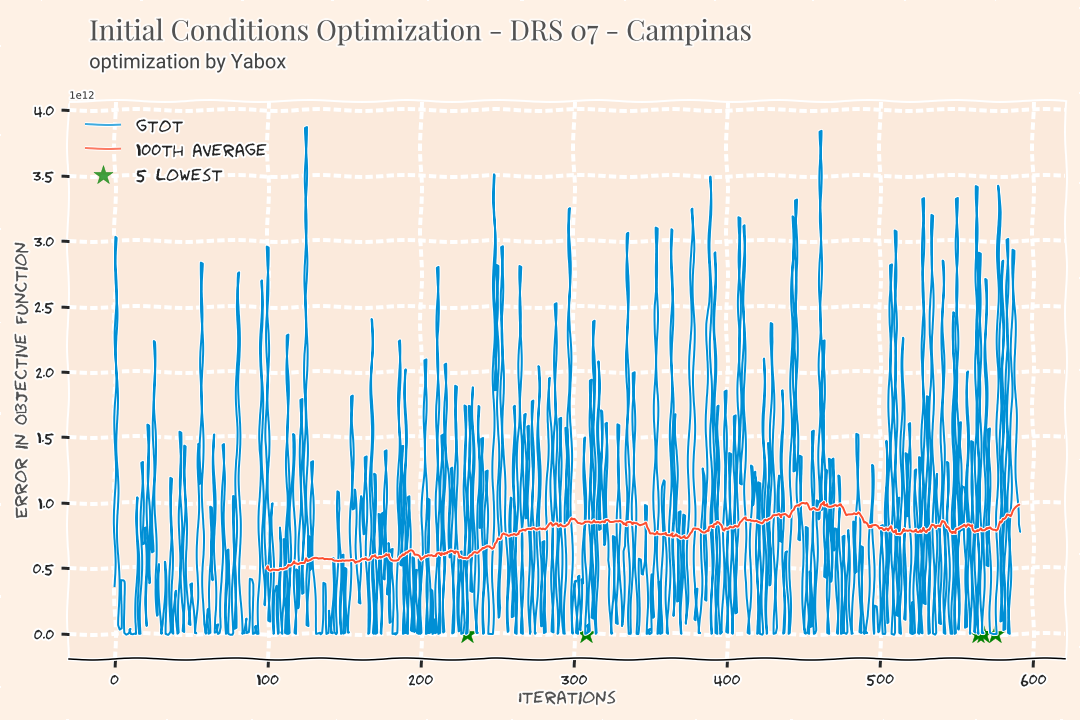 Initial Conditions Optimization - DRS 07 - Campinas
optimization by Yabox
1e12
4.0
GTOT
100TH AVERAGE
5 LOWEST
3.5
3.0
2.5
2.0
1.5
1.0
0.5
0.0
ERROR IN OBJECTIVE FUNCTION
0 100 200 300 400 500 600
ITERATIONS